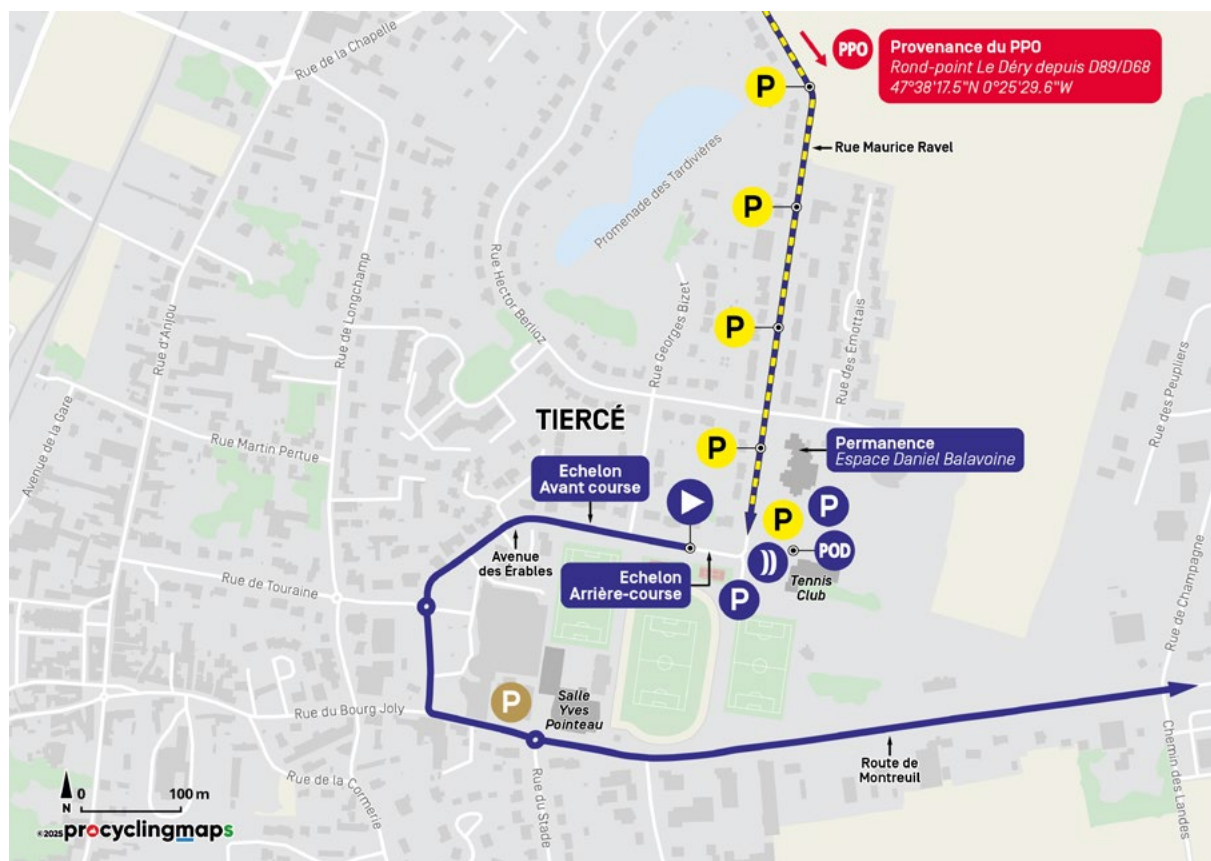 PPO
Provenance du PPO
Rond-point Le Déry depuis D89/D68
47°38'17.5"N 0°25'29.6"W
Rue de la Chapelle
P
Rue Maurice Ravel
Promenade des Tardivières
P
Rue d'Anjou
Rue de Longchamp
Rue Hector Berlioz
Rue Georges Bizet
P
Rue des Émottais
Rue des Peupliers
Avenue de la Gare
Rue Martin Pertue
TIERCÉ
P
Permanence
Espace Daniel Balavoine
Echelon
Avant course
P
P
POD
Avenue
des Érables
Echelon
Arrière-course
P
Tennis
Club
Rue de Touraine
Rue de Champagne
P
Salle
Yves
Pointeau
Rue du Bourg Joly
Route de
Montreuil
Rue de la Cormerie
Rue du Stade
Chemin des Landes
N
0 100 m
©2025 procyclingmaps